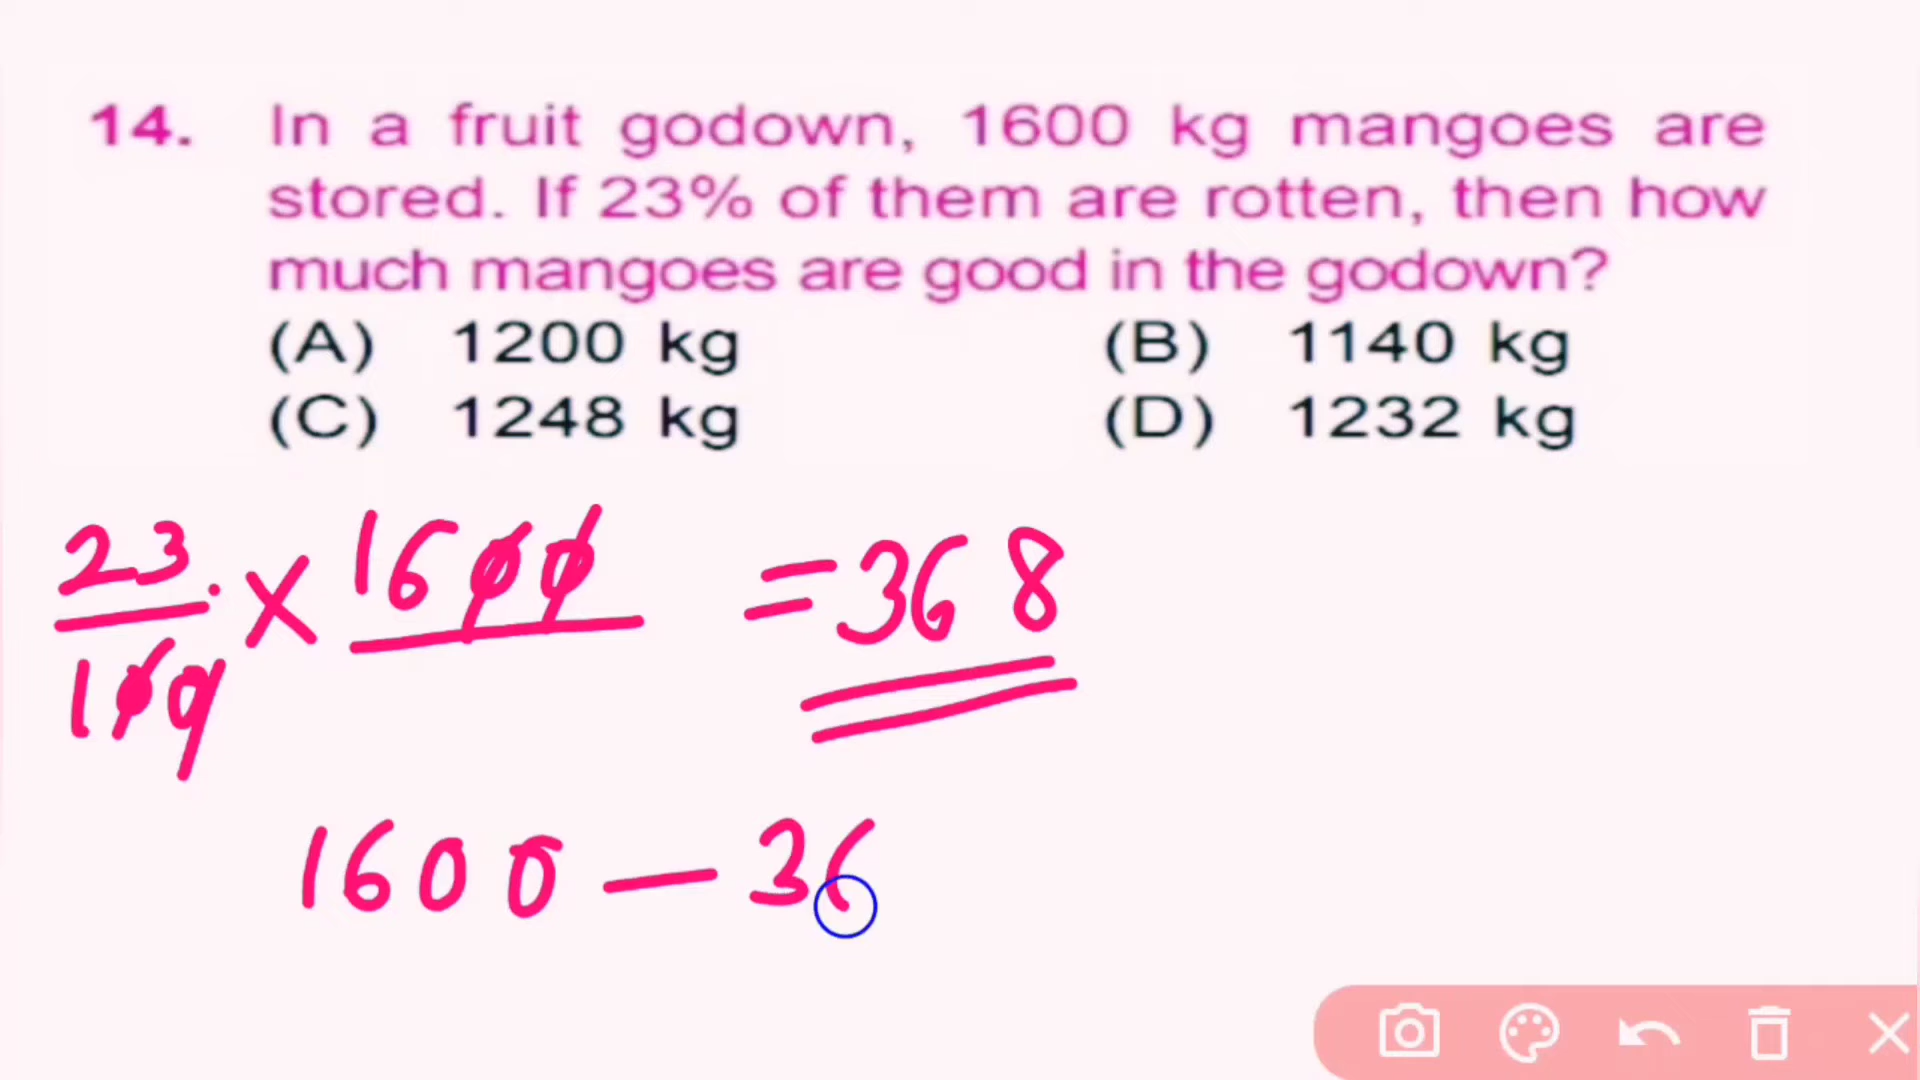 14. In a fruit godown, 1600 kg mangoes are
stored. If 23% of them are rotten, then how
much mangoes are good in the godown?
(A) 1200 kg (B) 1140 kg
(C) 1248 kg (D) 1232 kg
23/100 × 1600 = 368
1600 — 36